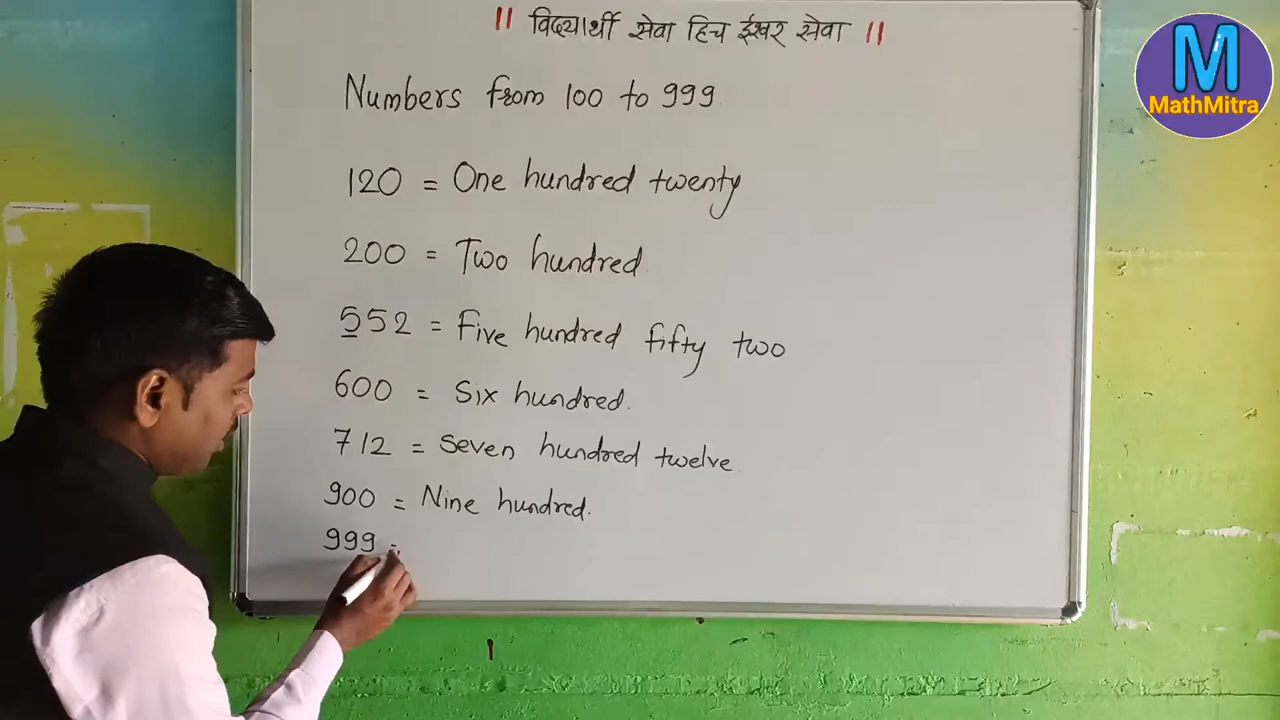 || विद्यार्थी सेवा हिच ईश्वर सेवा ||
M
MathMitra
Numbers from 100 to 999
120 = One hundred twenty
200 = Two hundred.
552 = Five hundred fifty two
600 = Six hundred.
712 = Seven hundred twelve.
900 = Nine hundred.
999 =